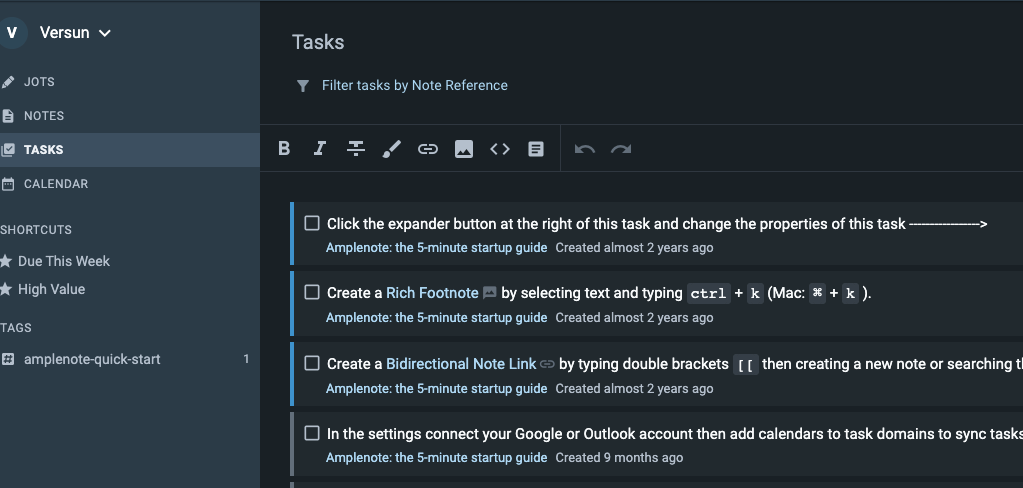 V Versun
JOTS
NOTES
TASKS
CALENDAR
SHORTCUTS
Due This Week
High Value
TAGS
amplenote-quick-start 1
Tasks
Filter tasks by Note Reference
B I
Click the expander button at the right of this task and change the properties of this task --------------->
Amplenote: the 5-minute startup guide Created almost 2 years ago
Create a Rich Footnote by selecting text and typing ctrl + k (Mac: ⌘ + k ).
Amplenote: the 5-minute startup guide Created almost 2 years ago
Create a Bidirectional Note Link by typing double brackets [[ then creating a new note or searching
Amplenote: the 5-minute startup guide Created almost 2 years ago
In the settings connect your Google or Outlook account then add calendars to task domains to sync tasks
Amplenote: the 5-minute startup guide Created 9 months ago